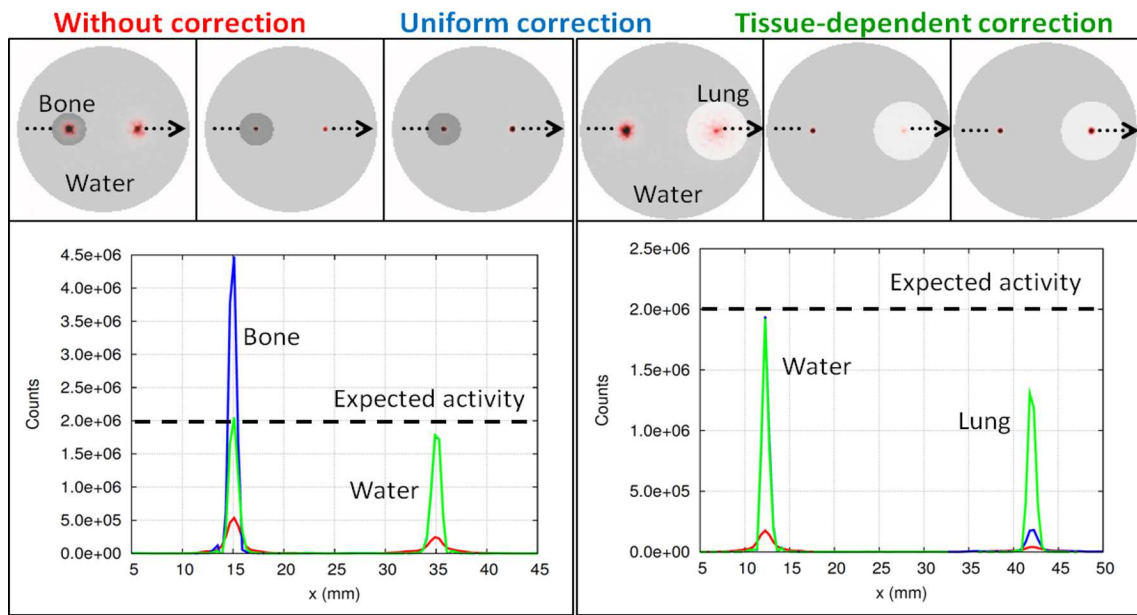 Without correction
Uniform correction
Tissue-dependent correction
Bone
Water
Lung
Water
4.5e+06
4.0e+06
3.5e+06
3.0e+06
2.5e+06
2.0e+06
1.5e+06
1.0e+06
5.0e+05
0.0e+00
Counts
Bone
Expected activity
Water
5 10 15 20 25 30 35 40 45
x (mm)
2.5e+06
2.0e+06
1.5e+06
1.0e+06
5.0e+05
0.0e+00
Counts
Expected activity
Water
Lung
5 10 15 20 25 30 35 40 45 50
x (mm)